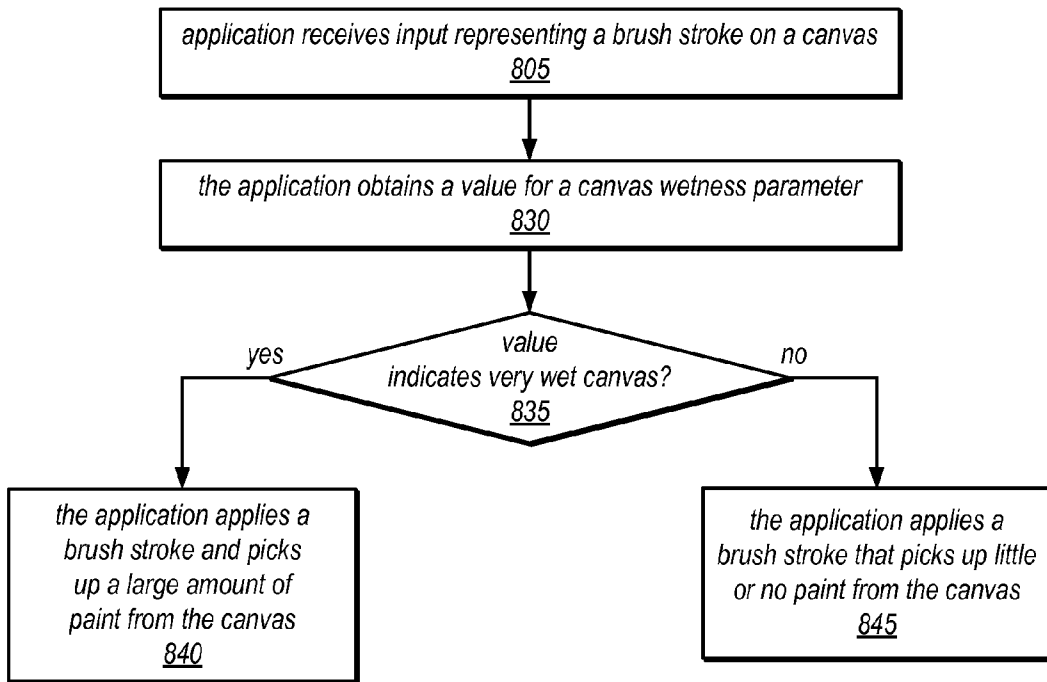 application receives input representing a brush stroke on a canvas
805
the application obtains a value for a canvas wetness parameter
830
yes
value
no
indicates very wet canvas?
835
the application applies a
brush stroke and picks
up a large amount of
paint from the canvas
840
the application applies a
brush stroke that picks up little
or no paint from the canvas
845